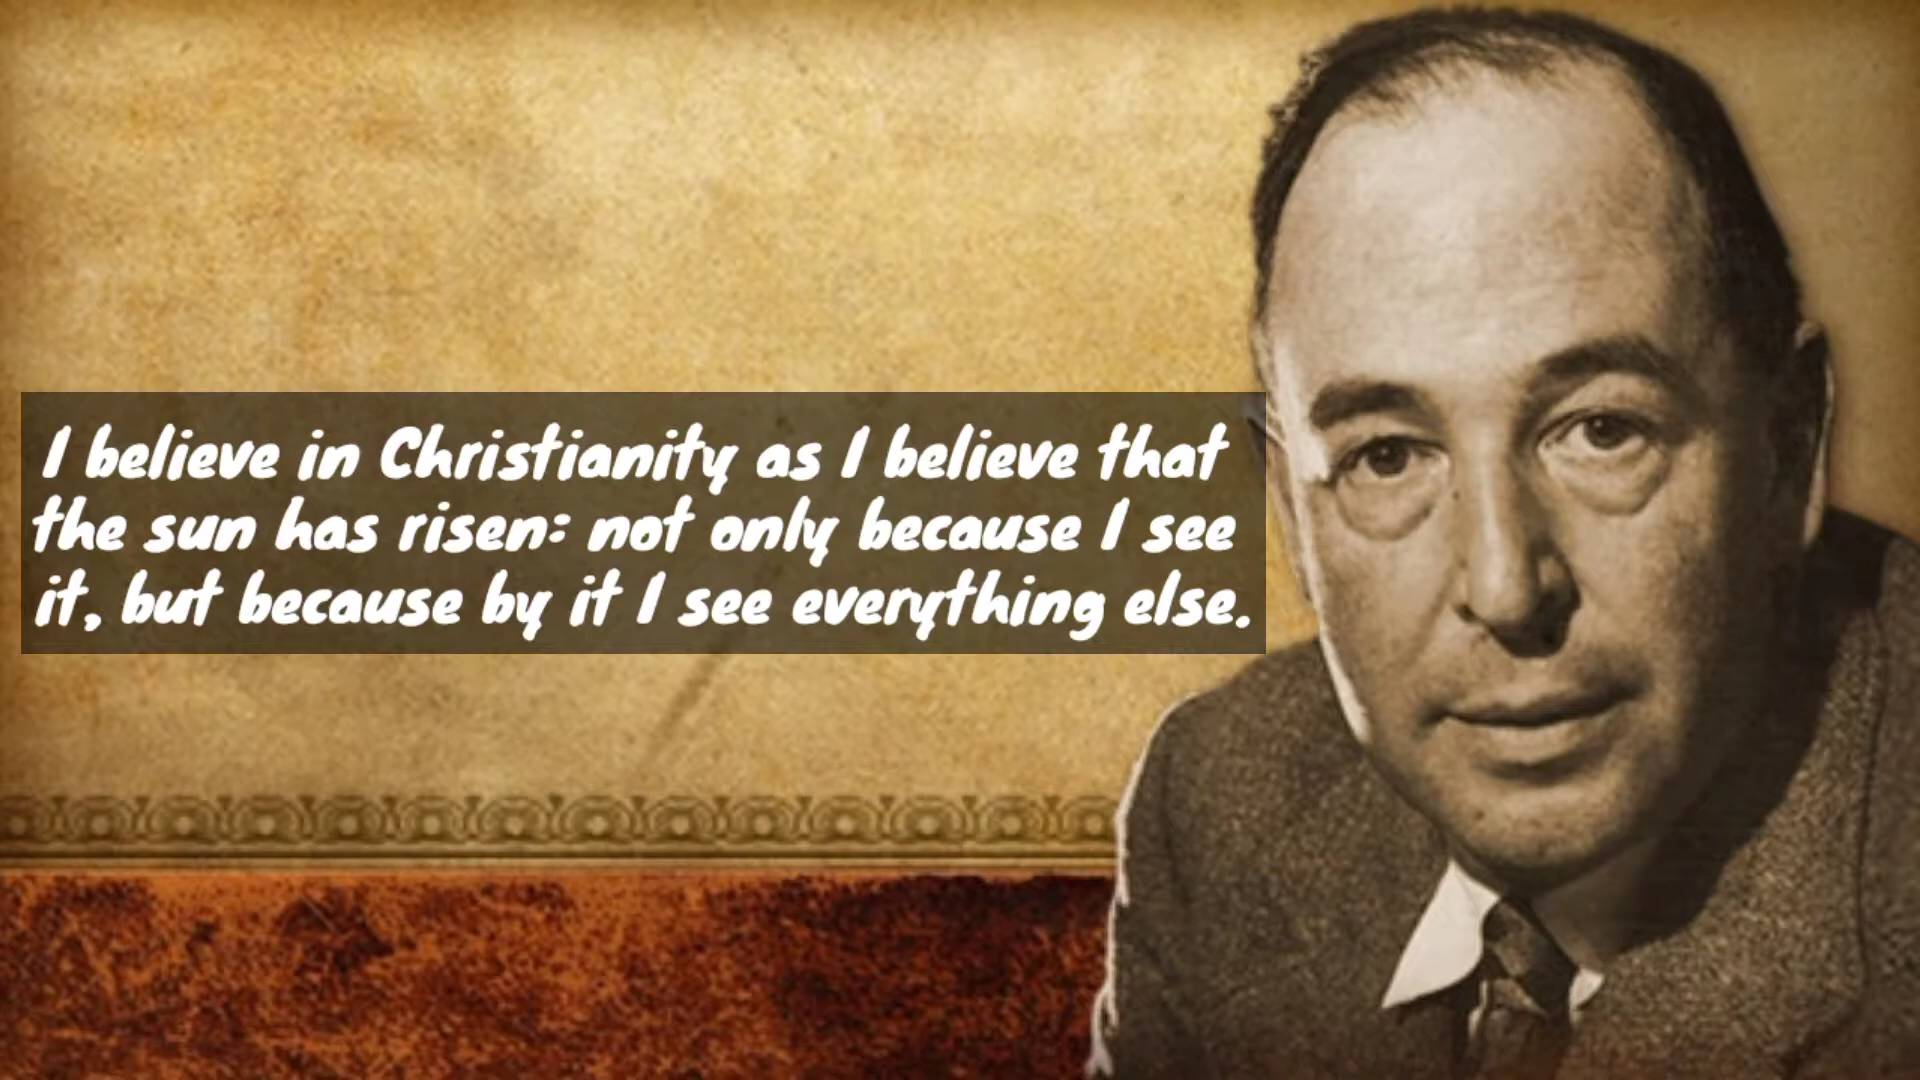 I believe in Christianity as I believe that
the sun has risen: not only because I see
it, but because by it I see everything else.